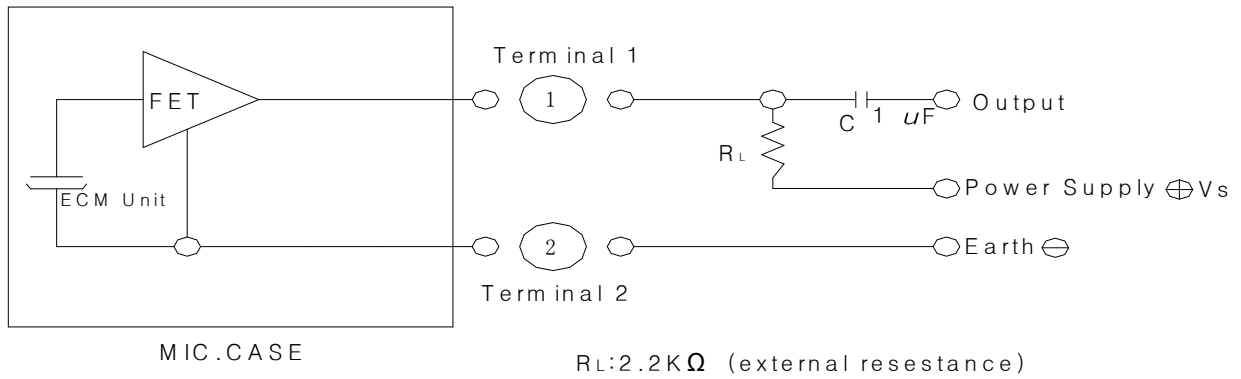 Terminal 1
FET
1
Output
C 1 uF
RL
ECM Unit
Power Supply ⊕Vs
2
Earth ⊖
Terminal 2
MIC.CASE
RL:2.2KΩ (external resestance)